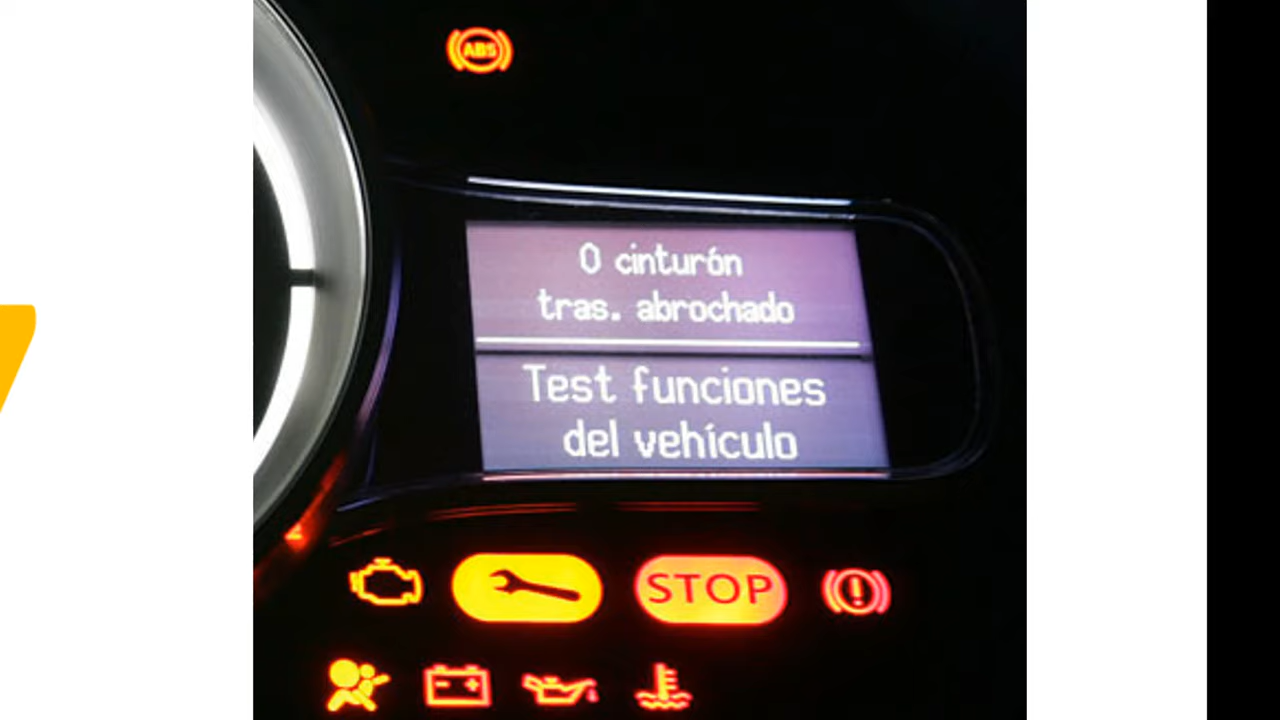 ABS
0 cinturón
tras. abrochado
Test funciones
del vehículo
STOP